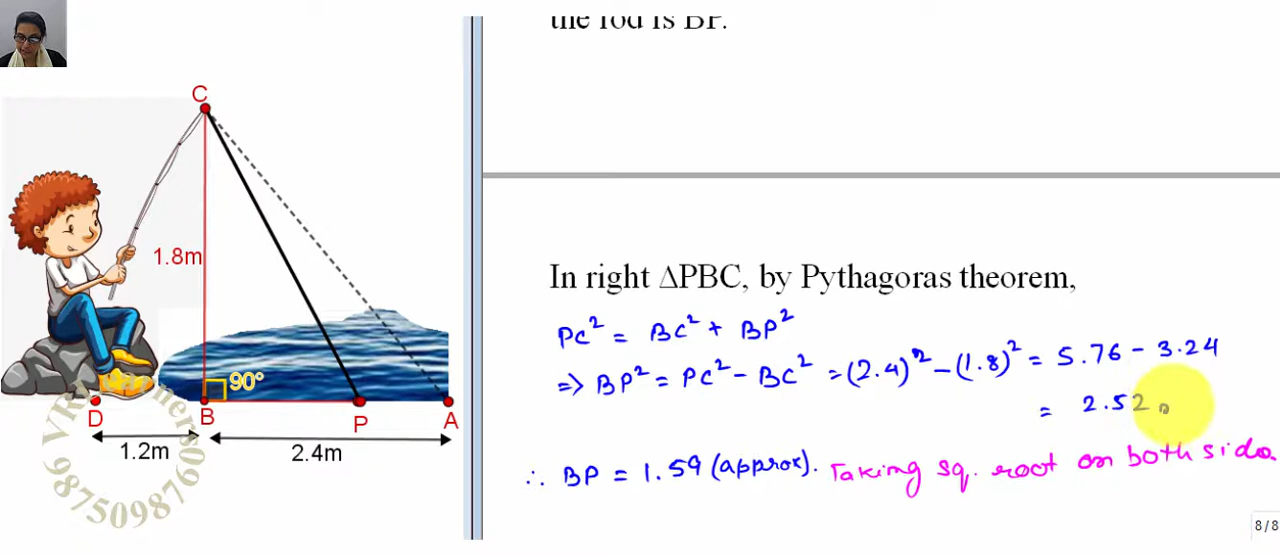 the rod is BP.
C
1.8m
90°
D
B
P
A
1.2m
2.4m
9875098760
In right ΔPBC, by Pythagoras theorem,
PC² = BC² + BP²
=> BP² = PC² - BC² = (2.4)² - (1.8)² = 5.76 - 3.24
= 2.52
∴ BP = 1.59 (approx). Taking sq. root on both sides
8/8